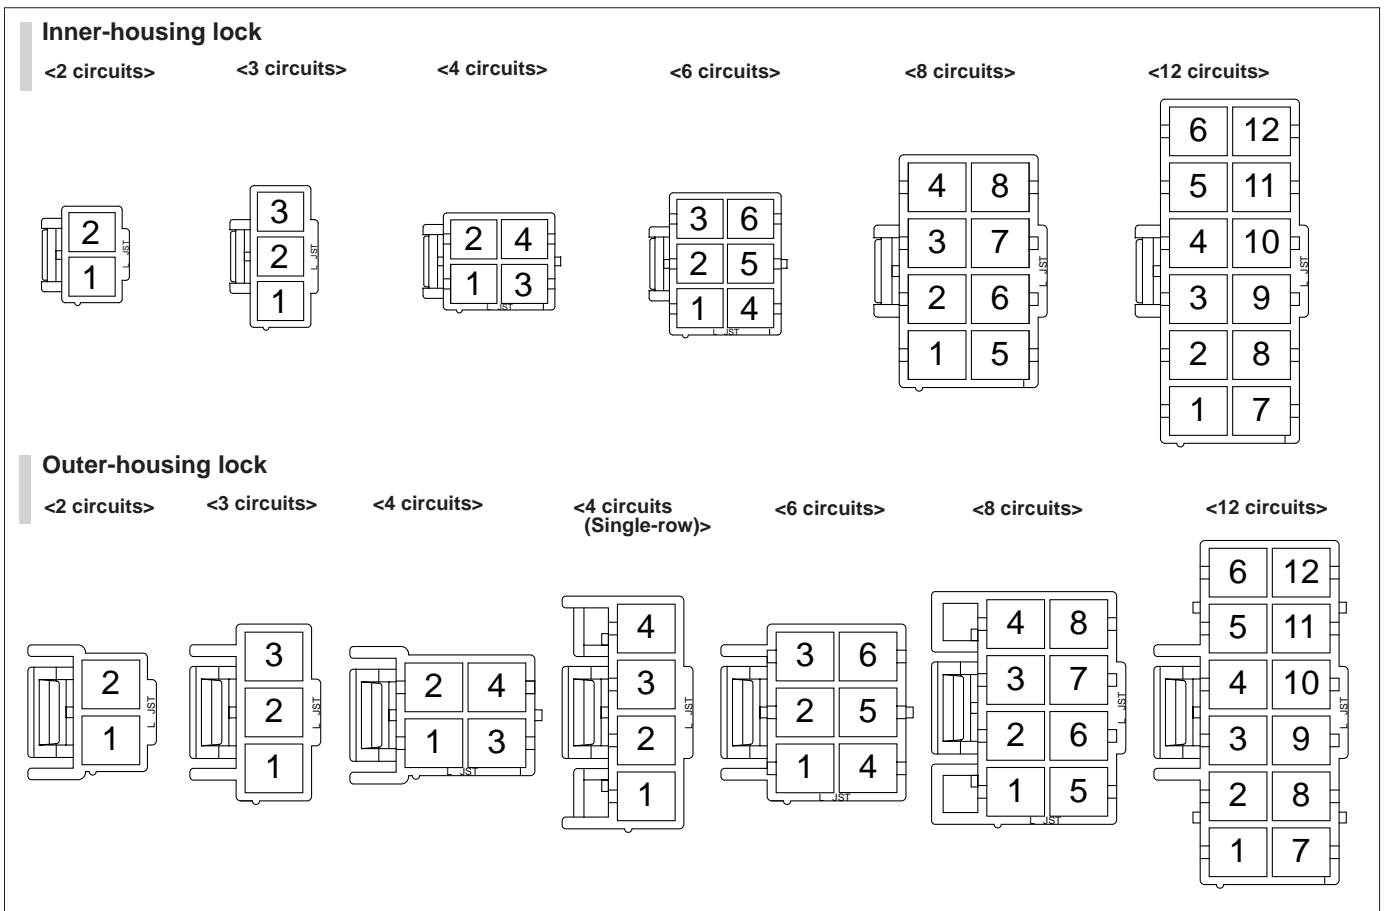 Inner-housing lock
<2 circuits> <3 circuits> <4 circuits> <6 circuits> <8 circuits> <12 circuits>
2
1
L JST
3
2
1
L JST
2 4
1 3
L JST
3 6
2 5
1 4
L JST
4 8
3 7
2 6
1 5
L JST
6 12
5 11
4 10
3 9
2 8
1 7
L JST
Outer-housing lock
<2 circuits> <3 circuits> <4 circuits> <4 circuits
(Single-row)> <6 circuits> <8 circuits> <12 circuits>
2
1
L JST
3
2
1
L JST
2 4
1 3
L JST
4
3
2
1
L JST
3 6
2 5
1 4
L JST
4 8
3 7
2 6
1 5
L JST
L JST
6 12
5 11
4 10
3 9
2 8
1 7
L JST